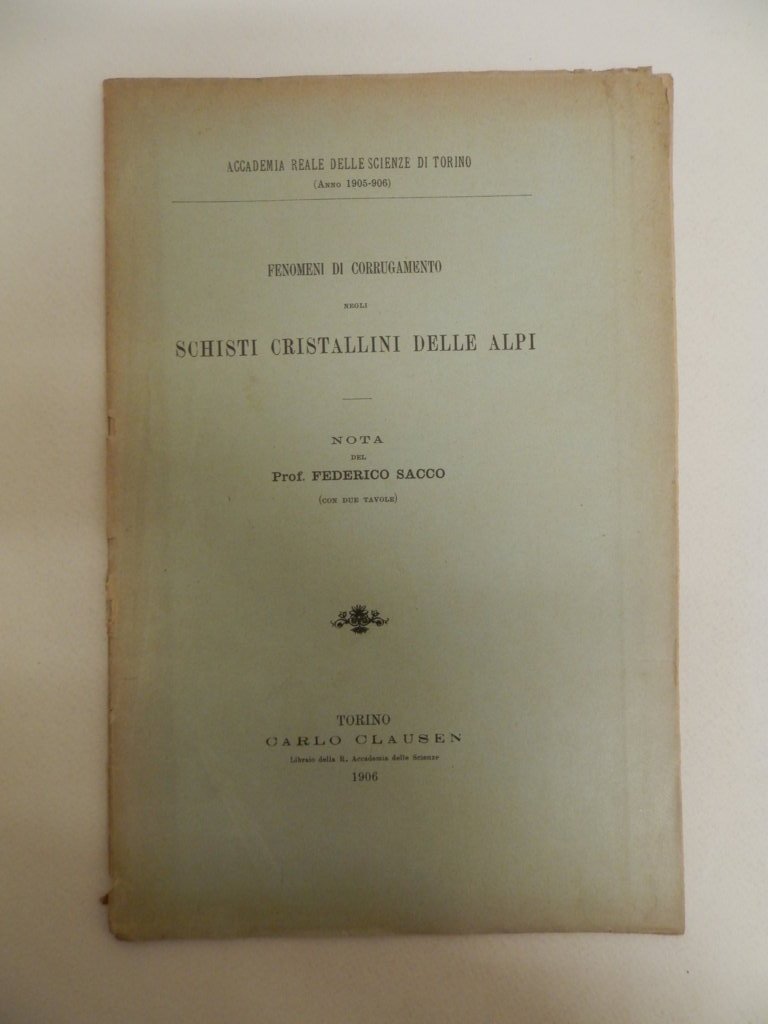 ACCADEMIA REALE DELLE SCIENZE DI TORINO
(ANNO 1905-906)
FENOMENI DI CORRUGAMENTO
NEGLI
SCHISTI CRISTALLINI DELLE ALPI
NOTA
DEL
Prof. FEDERICO SACCO
(CON DUE TAVOLE)
TORINO
CARLO CLAUSEN
Libraio della R. Accademia delle Scienze
1906